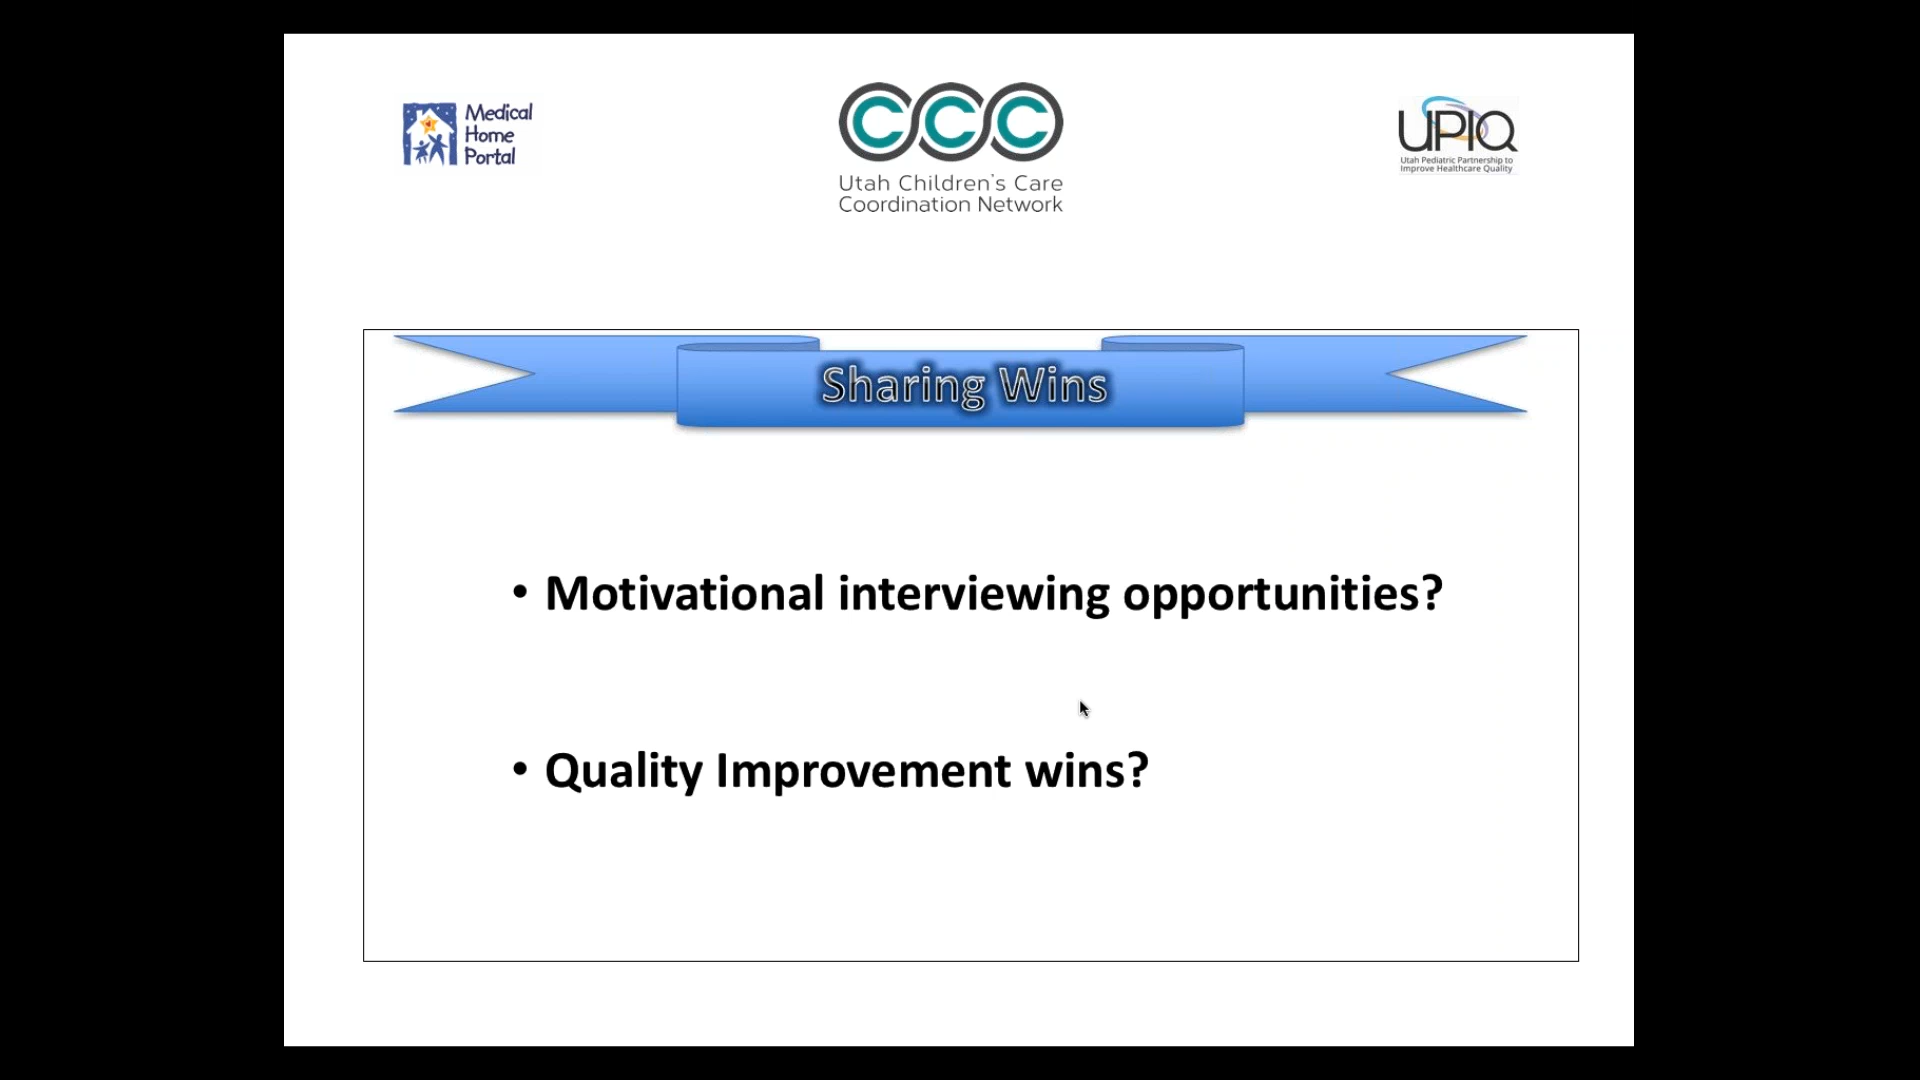 Medical
Home
Portal
CCC
Utah Children's Care
Coordination Network
UPIQ
Utah Pediatric Partnership to
Improve Healthcare Quality
Sharing Wins
• Motivational interviewing opportunities?
• Quality Improvement wins?